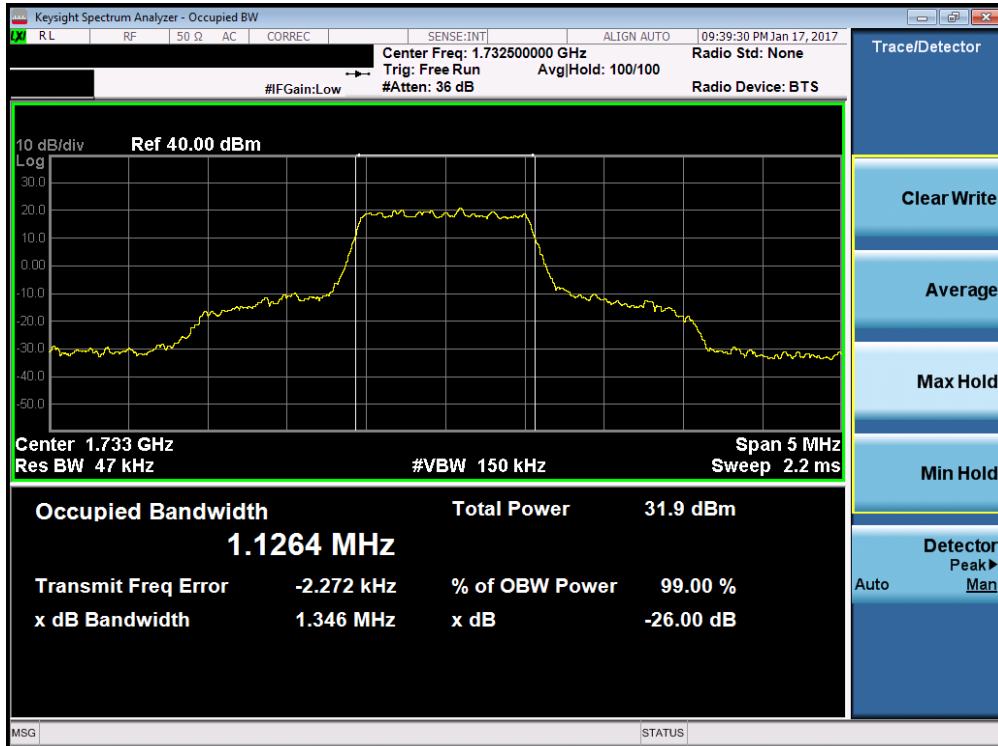 Keysight Spectrum Analyzer - Occupied BW
LXI RL RF 50 Ω AC CORREC SENSE:INT ALIGN AUTO 09:39:30 PM Jan 17, 2017
Center Freq: 1.732500000 GHz Radio Std: None
Trig: Free Run Avg|Hold: 100/100
#IFGain:Low #Atten: 36 dB Radio Device: BTS
10 dB/div Ref 40.00 dBm
Log
30.0
20.0
10.0
0.00
-10.0
-20.0
-30.0
-40.0
-50.0
Center 1.733 GHz Span 5 MHz
Res BW 47 kHz #VBW 150 kHz Sweep 2.2 ms
Occupied Bandwidth Total Power 31.9 dBm
1.1264 MHz
Transmit Freq Error -2.272 kHz % of OBW Power 99.00 %
x dB Bandwidth 1.346 MHz x dB -26.00 dB
MSG STATUS
Trace/Detector
Clear Write
Average
Max Hold
Min Hold
Detector
Peak▶
Auto Man